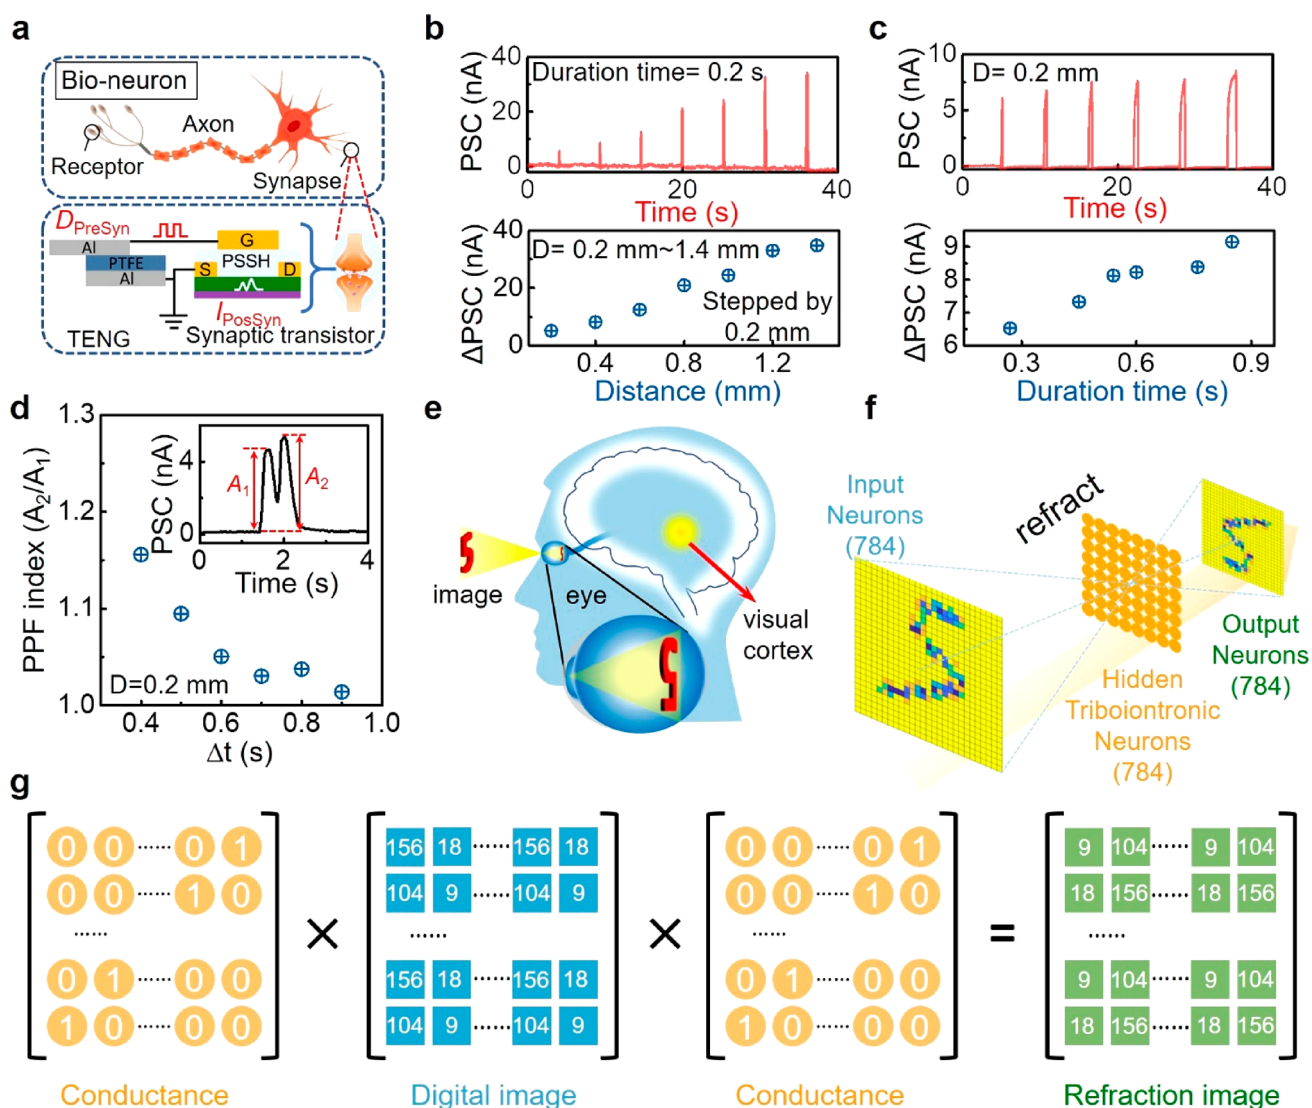 a
Bio-neuron
Axon
Receptor
Synapse
DPreSyn
Al
G
PTFE
Al
S
PSSH
D
IPosSyn
TENG
Synaptic transistor
b
PSC (nA)
40
20
0
Duration time= 0.2 s
0
20
40
Time (s)
ΔPSC (nA)
40
20
0
D= 0.2 mm~1.4 mm
Stepped by
0.2 mm
0.4
0.8
1.2
Distance (mm)
c
PSC (nA)
10
5
0
D= 0.2 mm
0
20
40
Time (s)
ΔPSC (nA)
9
8
7
6
0.3
0.6
0.9
Duration time (s)
d
PPF index (A2/A1)
1.3
1.2
1.1
1.0
PSC (nA)
4
0
A1
A2
0
2
4
Time (s)
D=0.2 mm
0.4
0.6
0.8
1.0
Δt (s)
e
image
eye
visual
cortex
f
Input
Neurons
(784)
refract
Hidden
Triboiontronic
Neurons
(784)
Output
Neurons
(784)
g
0 0 ...... 0 1
0 0 ...... 1 0
......
0 1 ...... 0 0
1 0 ...... 0 0
Conductance
×
156 18 ...... 156 18
104 9 ...... 104 9
......
156 18 ...... 156 18
104 9 ...... 104 9
Digital image
×
0 0 ...... 0 1
0 0 ...... 1 0
......
0 1 ...... 0 0
1 0 ...... 0 0
Conductance
=
9 104 ...... 9 104
18 156 ...... 18 156
......
9 104 ...... 9 104
18 156 ...... 18 156
Refraction image